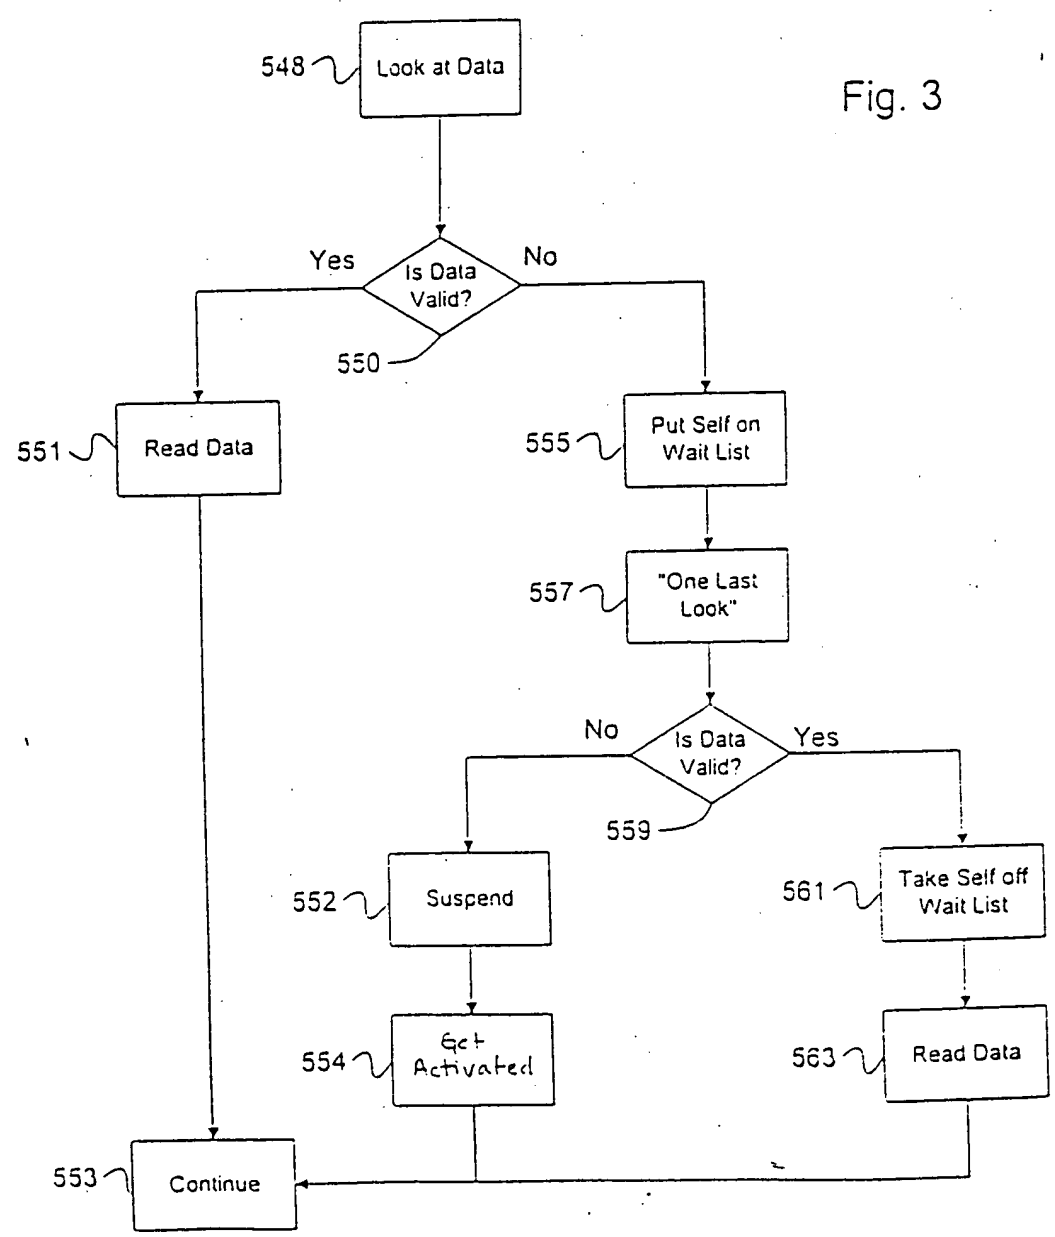 548
Look at Data
Fig. 3
Yes
Is Data
Valid?
No
550
551
Read Data
555
Put Self on
Wait List
557
"One Last
Look"
No
Is Data
Valid?
Yes
559
552
Suspend
561
Take Self off
Wait List
554
Get
Activated
563
Read Data
553
Continue